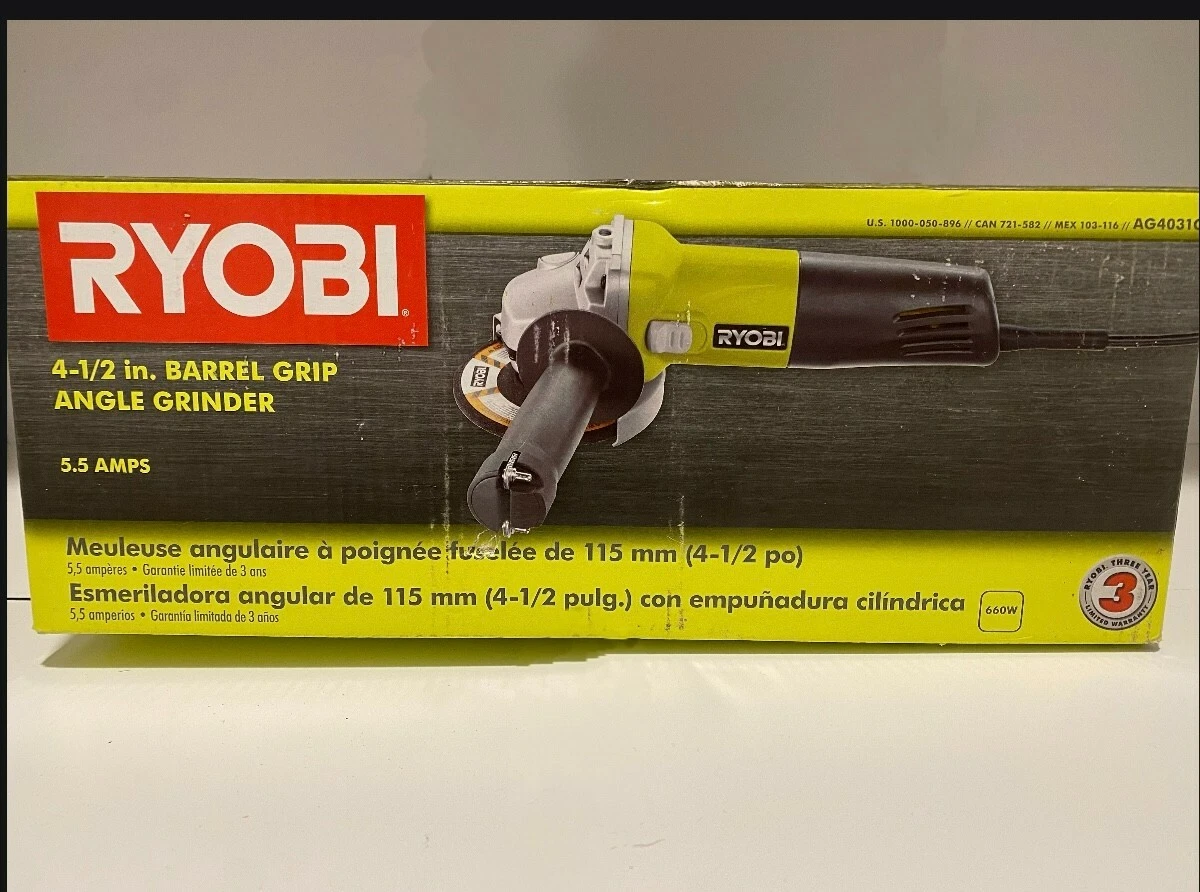 RYOBI®
U.S. 1000-050-896 // CAN 721-582 // MEX 103-116 // AG4031
4-1/2 in. BARREL GRIP
ANGLE GRINDER
5.5 AMPS
RYOBI
RYOBI
Meuleuse angulaire à poignée fuselée de 115 mm (4-1/2 po)
5,5 ampères • Garantie limitée de 3 ans
Esmeriladora angular de 115 mm (4-1/2 pulg.) con empuñadura cilíndrica
5,5 amperios • Garantía limitada de 3 años
660W
RYOBI. THREE YEAR
3
LIMITED WARRANTY